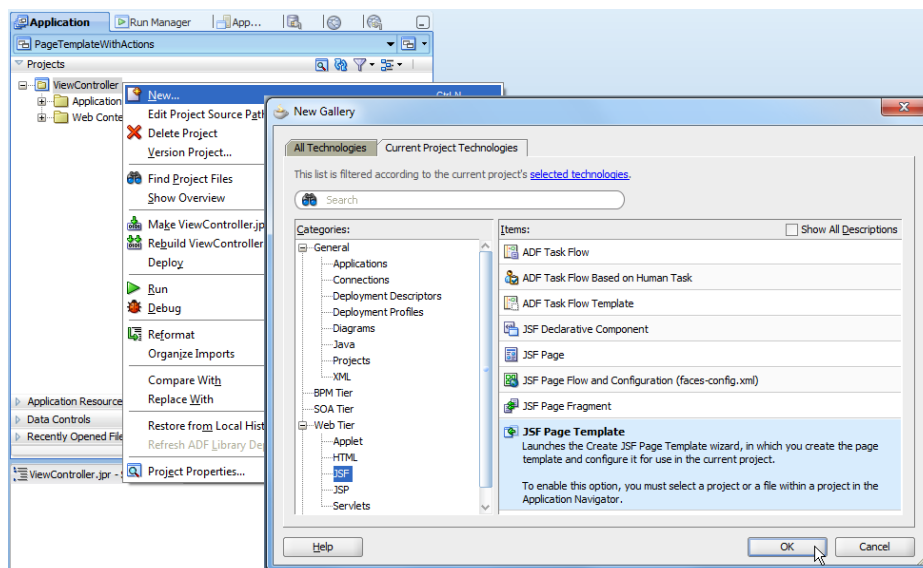 Application
Run Manager
App...
PageTemplateWithActions
Projects
ViewController
Application
Web Conte
Application Resource
Data Controls
Recently Opened File
ViewController.jpr -
New...
Edit Project Source Pat
Delete Project
Version Project...
Find Project Files
Show Overview
Make ViewController.jp
Rebuild ViewController
Deploy
Run
Debug
Reformat
Organize Imports
Compare With
Replace With
Restore from Local Hist
Refresh ADF Library De
Project Properties...
New Gallery
All Technologies
Current Project Technologies
This list is filtered according to the current project's selected technologies.
Search
Categories:
General
Applications
Connections
Deployment Descriptors
Deployment Profiles
Diagrams
Java
Projects
XML
BPM Tier
SOA Tier
Web Tier
Applet
HTML
JSF
JSP
Servlets
Items:
Show All Descriptions
ADF Task Flow
ADF Task Flow Based on Human Task
ADF Task Flow Template
JSF Declarative Component
JSF Page
JSF Page Flow and Configuration (faces-config.xml)
JSF Page Fragment
JSF Page Template
Launches the Create JSF Page Template wizard, in which you create the page
template and configure it for use in the current project.
To enable this option, you must select a project or a file within a project in the
Application Navigator.
Help
OK
Cancel